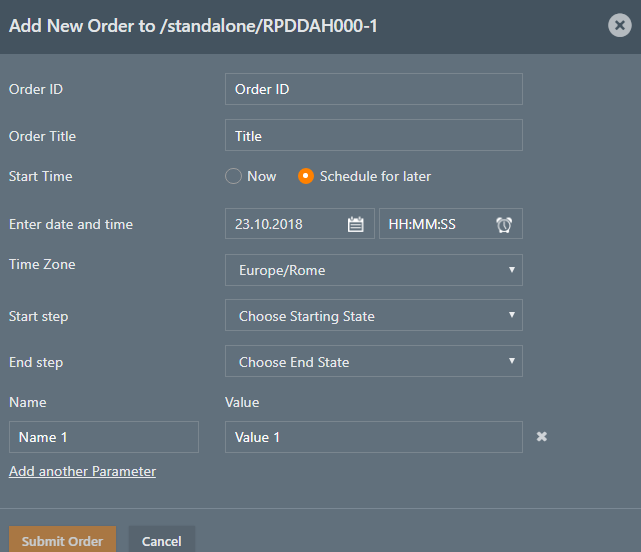 Add New Order to /standalone/RPDDAH000-1
Order ID Order ID
Order Title Title
Start Time Now Schedule for later
Enter date and time 23.10.2018 HH:MM:SS
Time Zone Europe/Rome
Start step Choose Starting State
End step Choose End State
Name Value
Name 1 Value 1
Add another Parameter
Submit Order Cancel